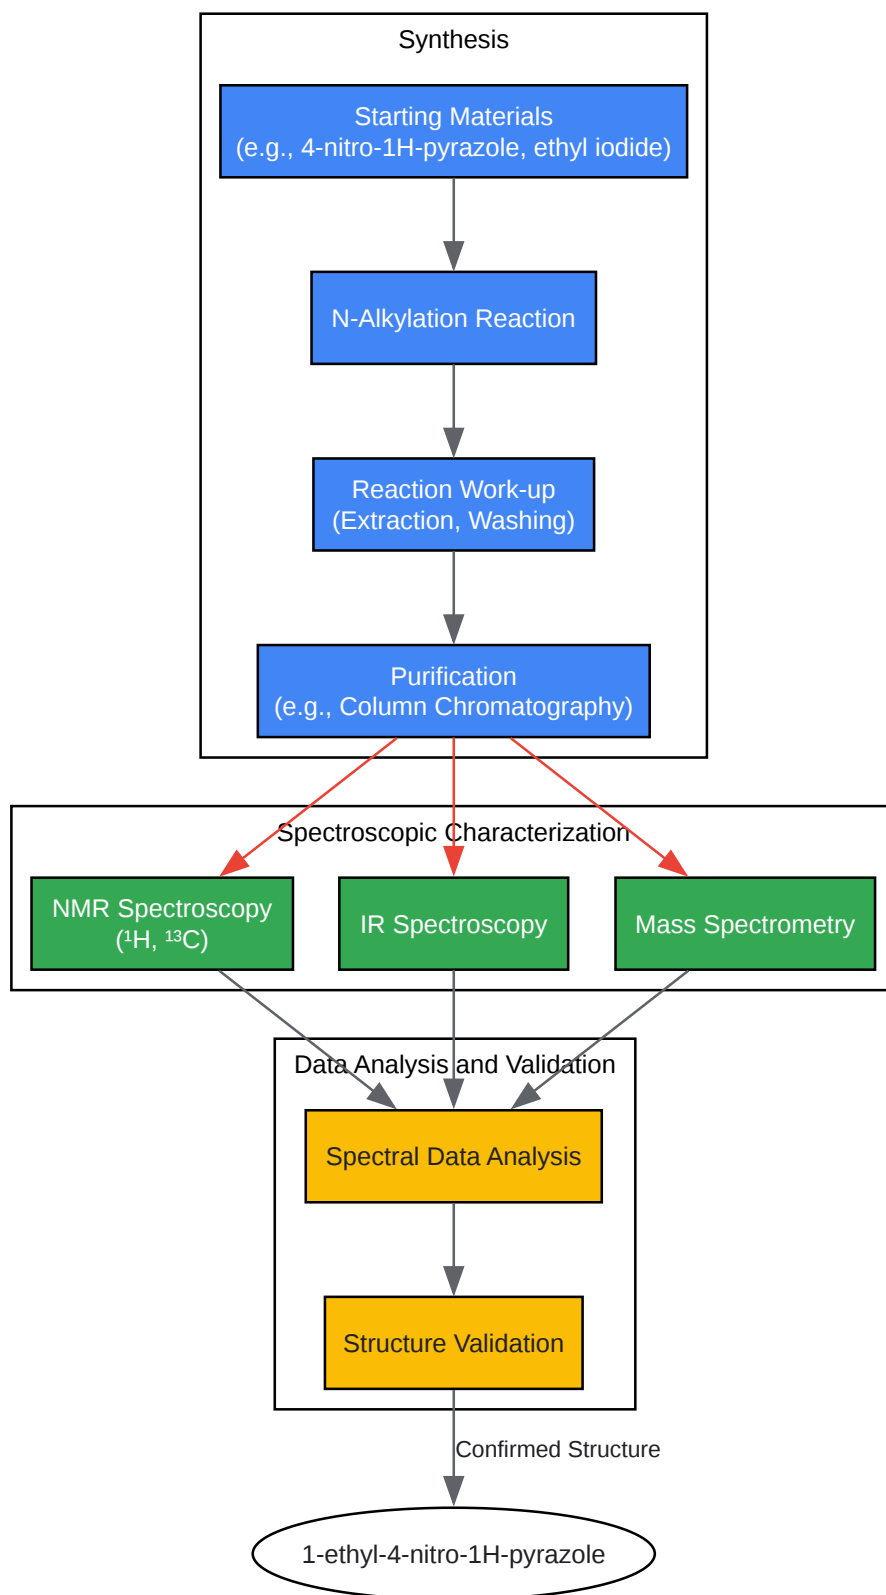 Synthesis
Starting Materials
(e.g., 4-nitro-1H-pyrazole, ethyl iodide)
N-Alkylation Reaction
Reaction Work-up
(Extraction, Washing)
Purification
(e.g., Column Chromatography)
Spectroscopic Characterization
NMR Spectroscopy
(¹H, ¹³C)
IR Spectroscopy
Mass Spectrometry
Data Analysis and Validation
Spectral Data Analysis
Structure Validation
Confirmed Structure
1-ethyl-4-nitro-1H-pyrazole